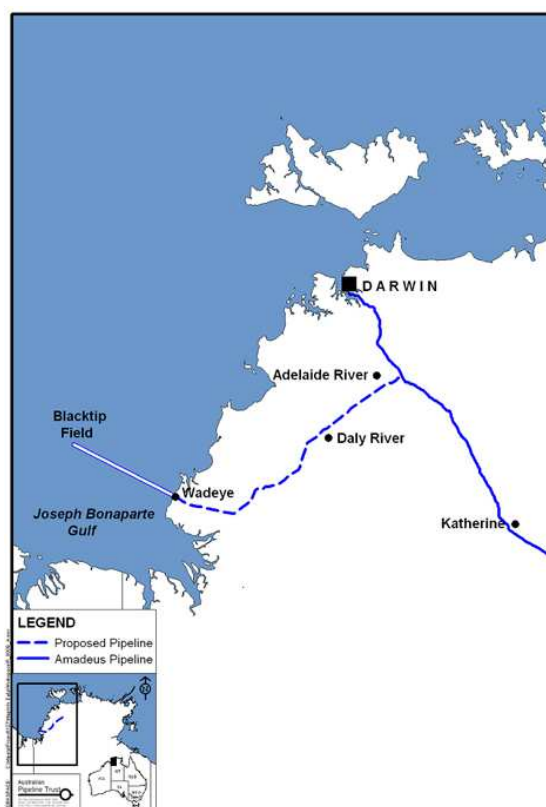 DARWIN
Adelaide River
Blacktip
Field
Daly River
Wadeye
Joseph Bonaparte
Gulf
Katherine
LEGEND
Proposed Pipeline
Amadeus Pipeline
Australian
Pipeline Trust